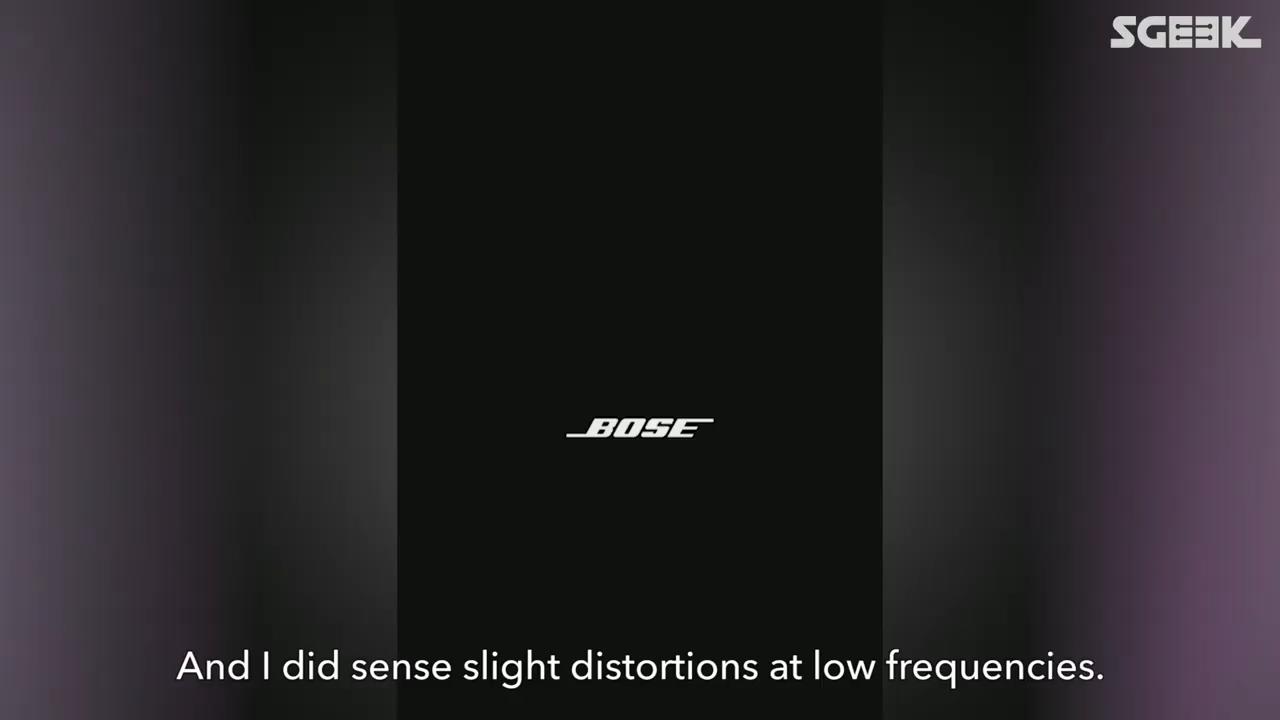 SGEEK
BOSE
And I did sense slight distortions at low frequencies.